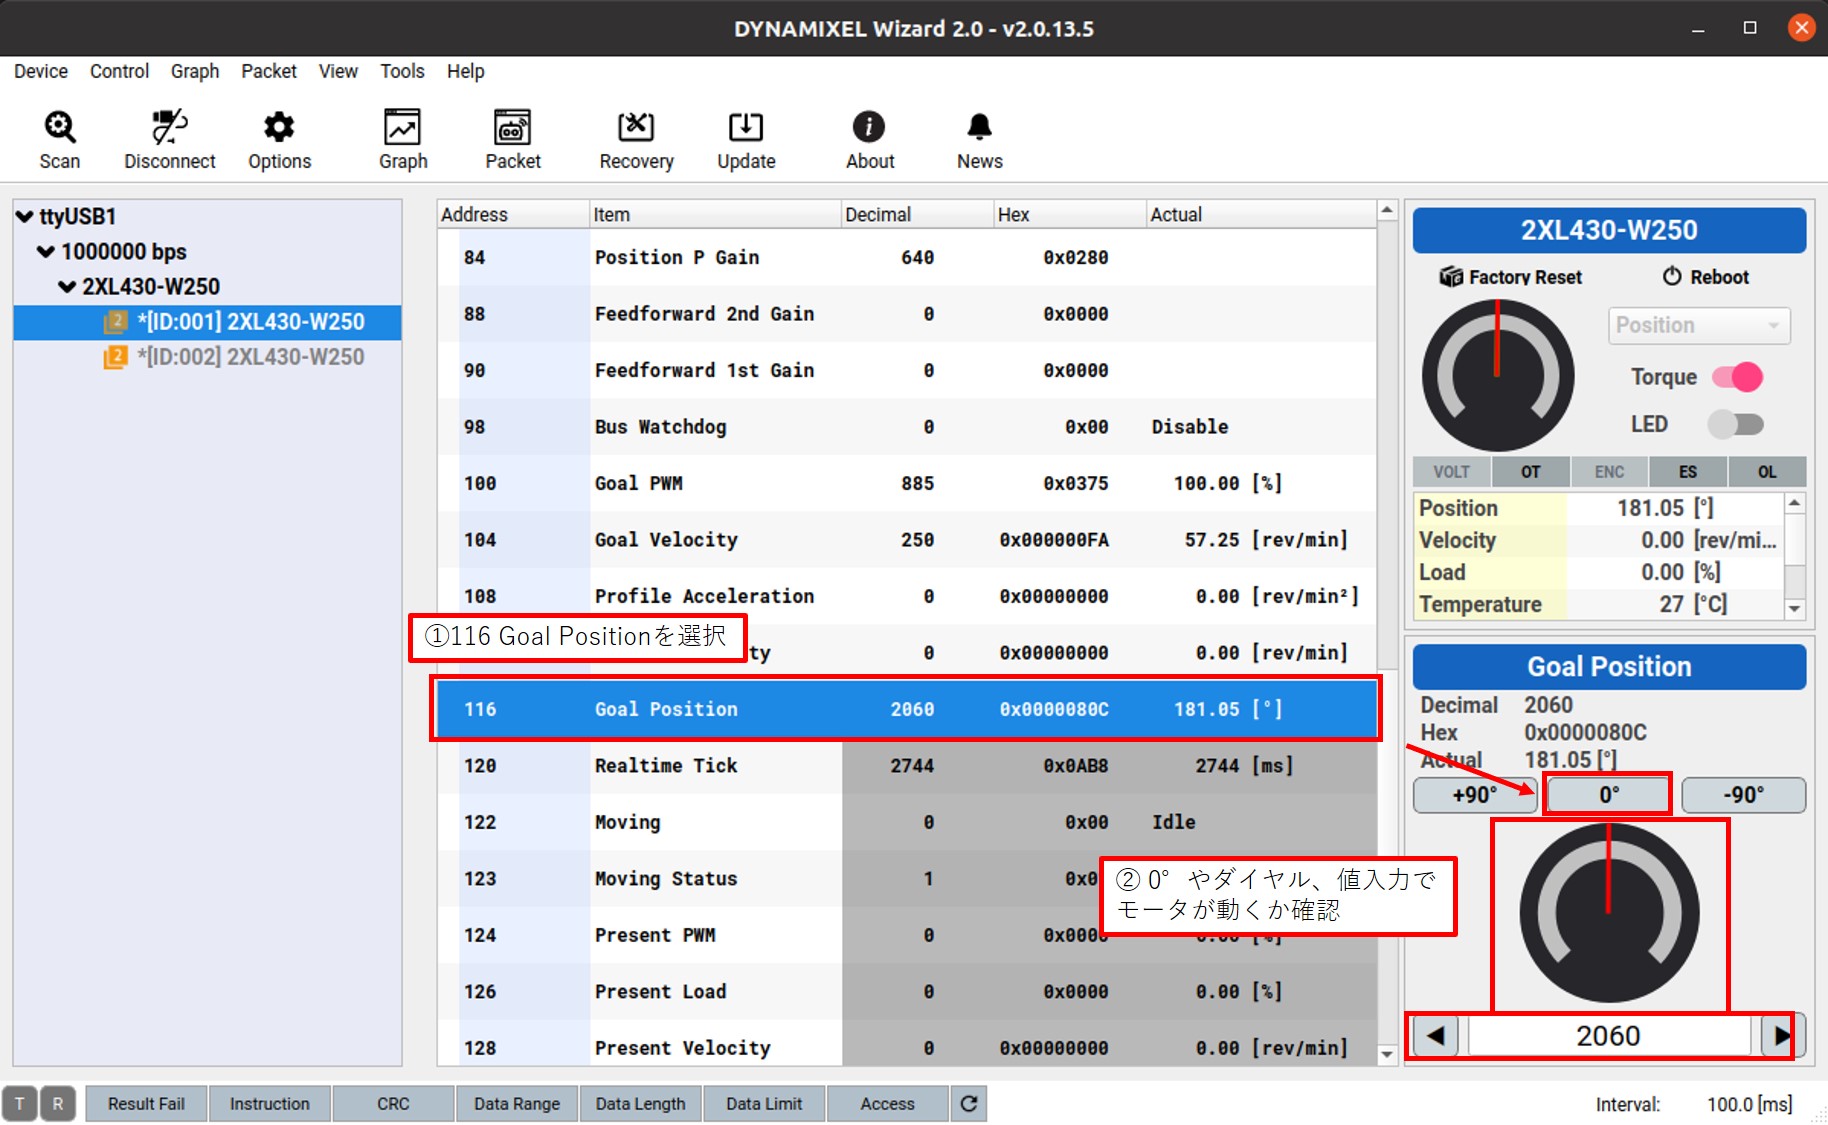 DYNAMIXEL Wizard 2.0 - v2.0.13.5
Device Control Graph Packet View Tools Help
Scan Disconnect Options Graph Packet Recovery Update About News
ttyUSB1
1000000 bps
2XL430-W250
2 *[ID:001] 2XL430-W250
2 *[ID:002] 2XL430-W250
Address Item Decimal Hex Actual
84 Position P Gain 640 0x0280
88 Feedforward 2nd Gain 0 0x0000
90 Feedforward 1st Gain 0 0x0000
98 Bus Watchdog 0 0x00 Disable
100 Goal PWM 885 0x0375 100.00 [%]
104 Goal Velocity 250 0x000000FA 57.25 [rev/min]
108 Profile Acceleration 0 0x00000000 0.00 [rev/min²]
①116 Goal Positionを選択
ty 0 0x00000000 0.00 [rev/min]
116 Goal Position 2060 0x0000080C 181.05 [°]
120 Realtime Tick 2744 0x0AB8 2744 [ms]
122 Moving 0 0x00 Idle
123 Moving Status 1 0x0
② 0°やダイヤル、値入力で
モータが動くか確認
124 Present PWM 0 0x0000 0.00 [%]
126 Present Load 0 0x0000 0.00 [%]
128 Present Velocity 0 0x00000000 0.00 [rev/min]
2XL430-W250
Factory Reset Reboot
Position
Torque
LED
VOLT OT ENC ES OL
Position 181.05 [°]
Velocity 0.00 [rev/mi...
Load 0.00 [%]
Temperature 27 [°C]
Goal Position
Decimal 2060
Hex 0x0000080C
Actual 181.05 [°]
+90° 0° -90°
2060
T R Result Fail Instruction CRC Data Range Data Length Data Limit Access Interval: 100.0 [ms]